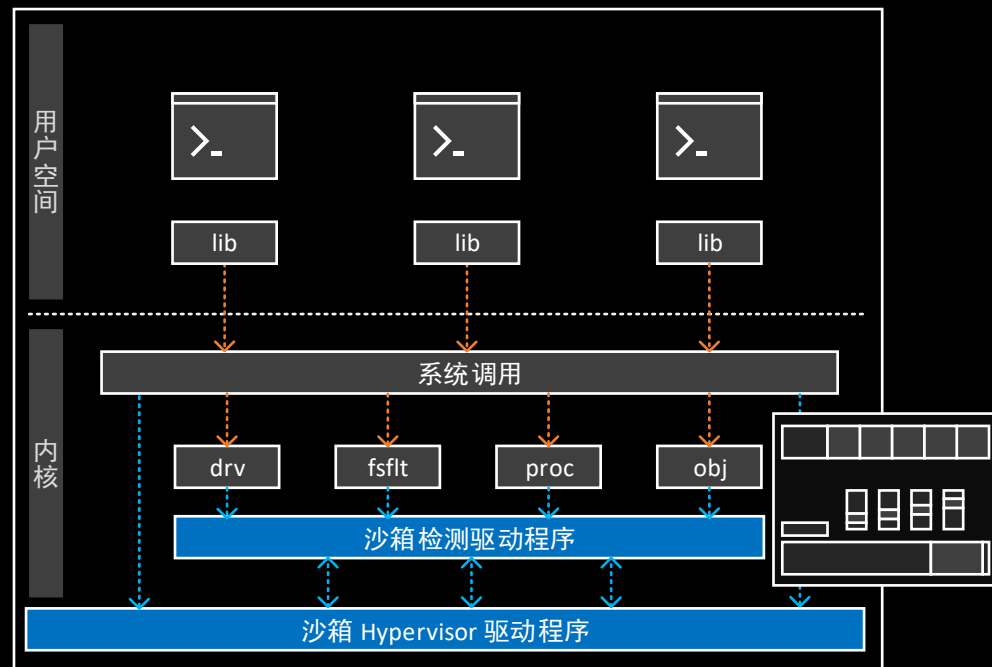 用户空间
lib
lib
lib
系统调用
内核
drv
fsflt
proc
obj
沙箱检测驱动程序
沙箱 Hypervisor 驱动程序